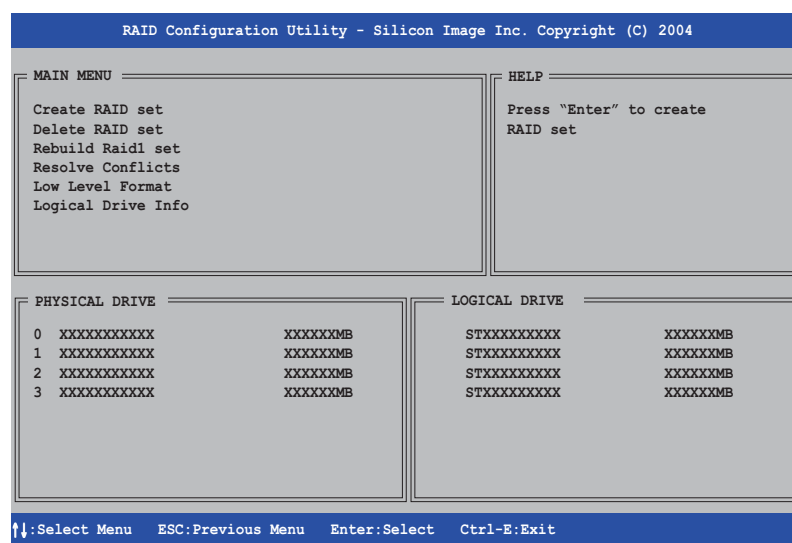 RAID Configuration Utility - Silicon Image Inc. Copyright (C) 2004
MAIN MENU
Create RAID set
Delete RAID set
Rebuild Raid1 set
Resolve Conflicts
Low Level Format
Logical Drive Info
HELP
Press “Enter” to create
RAID set
PHYSICAL DRIVE
0 XXXXXXXXXXX XXXXXXMB
1 XXXXXXXXXXX XXXXXXMB
2 XXXXXXXXXXX XXXXXXMB
3 XXXXXXXXXXX XXXXXXMB
LOGICAL DRIVE
STXXXXXXXXX XXXXXXMB
STXXXXXXXXX XXXXXXMB
STXXXXXXXXX XXXXXXMB
STXXXXXXXXX XXXXXXMB
↑↓:Select Menu ESC:Previous Menu Enter:Select Ctrl-E:Exit